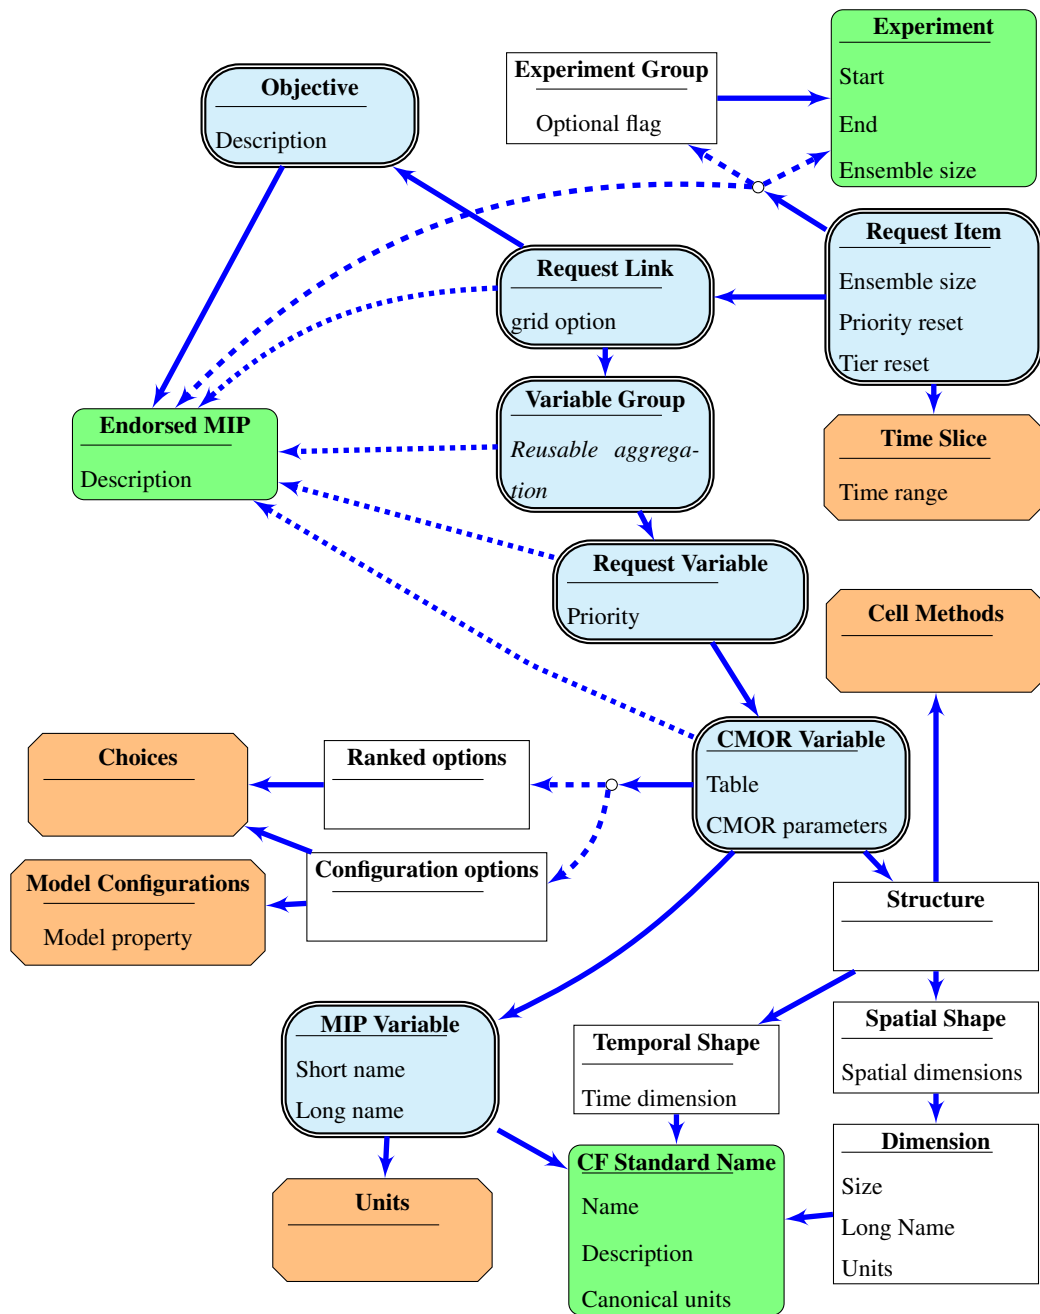 Experiment
Start
End
Ensemble size
Experiment Group
Optional flag
Objective
Description
Request Item
Ensemble size
Priority reset
Tier reset
Request Link
grid option
Variable Group
Reusable aggrega-
tion
Endorsed MIP
Description
Time Slice
Time range
Request Variable
Priority
Cell Methods
CMOR Variable
Table
CMOR parameters
Choices
Ranked options
Configuration options
Model Configurations
Model property
Structure
MIP Variable
Short name
Long name
Temporal Shape
Time dimension
Spatial Shape
Spatial dimensions
Dimension
Size
Long Name
Units
CF Standard Name
Name
Description
Canonical units
Units